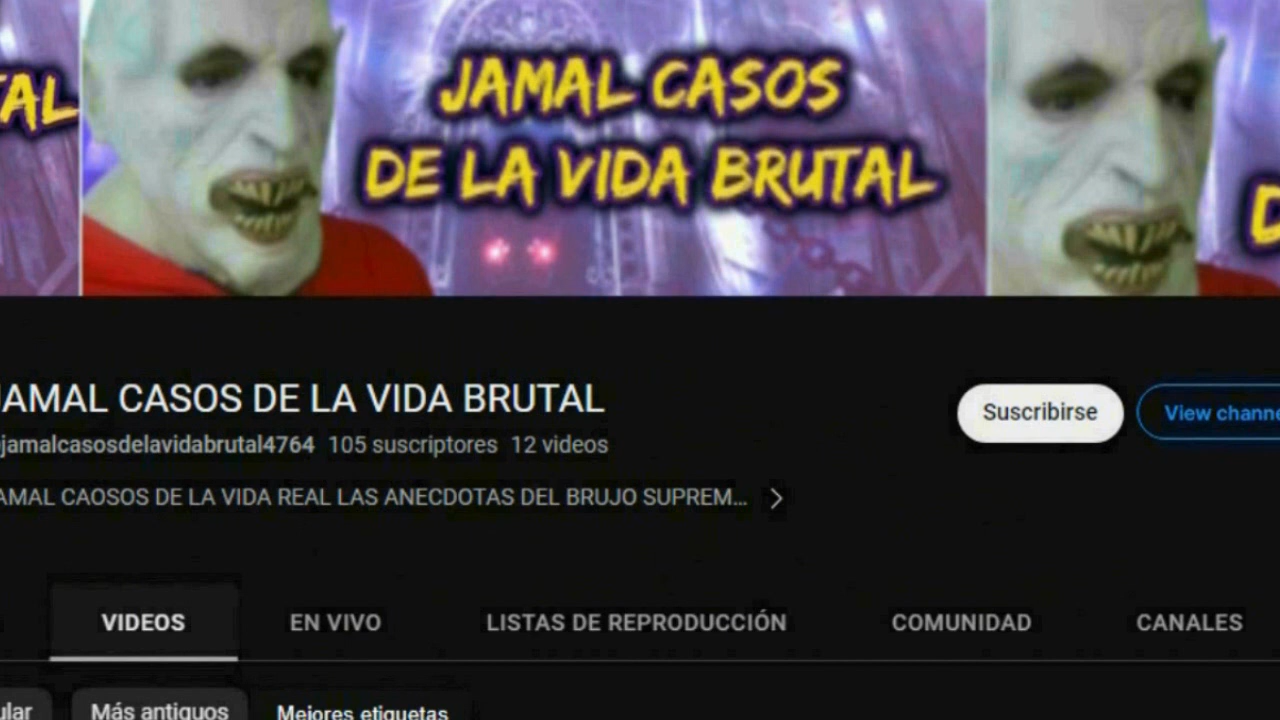 TAL
JAMAL CASOS
DE LA VIDA BRUTAL
D
JAMAL CASOS DE LA VIDA BRUTAL
jamalcasosdelavidabrutal4764 105 suscriptores 12 videos
AMAL CAOSOS DE LA VIDA REAL LAS ANECDOTAS DEL BRUJO SUPREM...
Suscribirse
View channe
VIDEOS EN VIVO LISTAS DE REPRODUCCIÓN COMUNIDAD CANALES
ular Más antiguos Mejores etiquetas